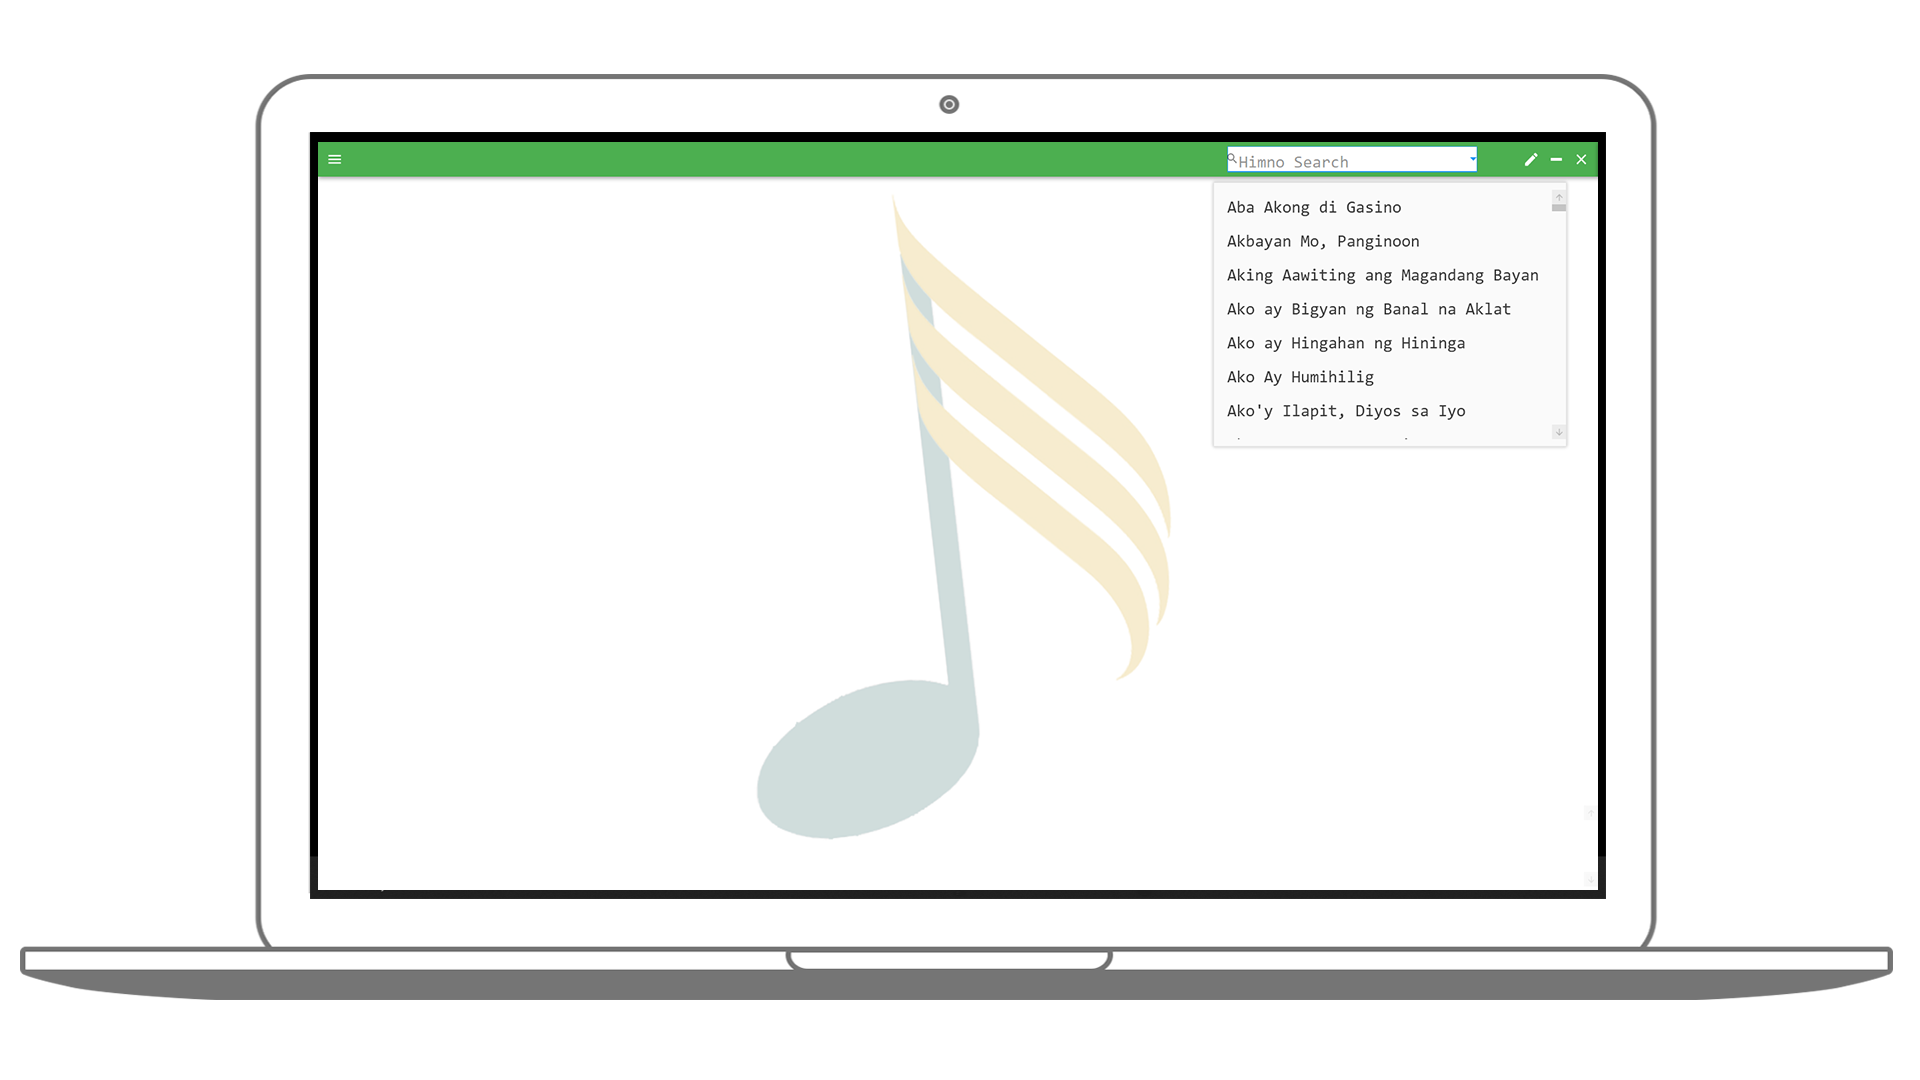 Himno Search
Aba Akong di Gasino
Akbayan Mo, Panginoon
Aking Aawiting ang Magandang Bayan
Ako ay Bigyan ng Banal na Aklat
Ako ay Hingahan ng Hininga
Ako Ay Humihilig
Ako'y Ilapit, Diyos sa Iyo